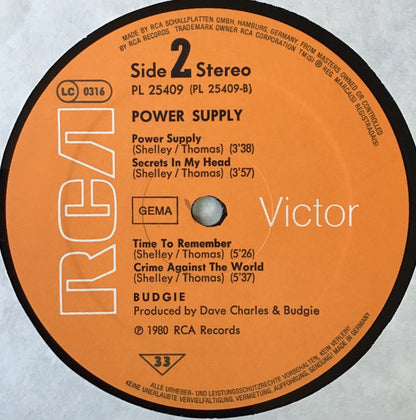 MADE BY RCA SCHALLPLATTEN GMBH, HAMBURG, GERMANY, FROM MASTERS OWNED OR CONTROLLED
BY RCA RECORDS TRADEMARK OWNER RCA CORPORATION TM(S) ® REG. MARCA(S) REGISTRADA(S)
Side 2 Stereo
LC 0316
PL 25409 (PL 25409-B)
POWER SUPPLY
Power Supply
(Shelley/Thomas) (3'38)
Secrets In My Head
(Shelley/Thomas) (3'57)
RCA
GEMA
Victor
Time To Remember
(Shelley/Thomas) (5'26)
Crime Against The World
(Shelley/Thomas) (5'37)
BUDGIE
Produced by Dave Charles & Budgie
℗ 1980 RCA Records
33
ALLE URHEBER- UND LEISTUNGSSCHUTZRECHTE VORBEHALTEN. KEIN VERLEIH!
KEINE UNERLAUBTE VERVIELFÄLTIGUNG, VERMIETUNG, AUFFÜHRUNG, SENDUNG! MADE IN GERMANY